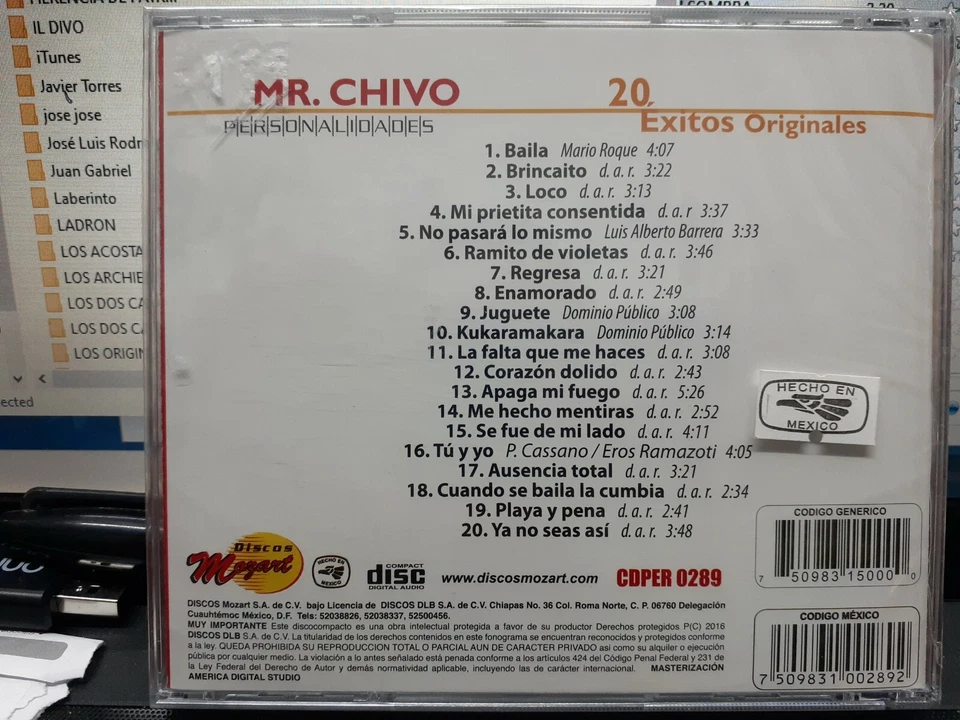 IL DIVO
iTunes
Javier Torres
jose jose
José Luis Rodr
Juan Gabriel
Laberinto
LADRON
LOS ACOSTA
LOS ARCHIE
LOS DOS CA
LOS DOS CA
LOS ORIGIN
ected
MR. CHIVO
PERSONALIDADES
20
Éxitos Originales
1. Baila Mario Roque 4:07
2. Brincaito d. a. r. 3:22
3. Loco d. a. r. 3:13
4. Mi prietita consentida d. a. r 3:37
5. No pasará lo mismo Luis Alberto Barrera 3:33
6. Ramito de violetas d. a. r. 3:46
7. Regresa d. a. r. 3:21
8. Enamorado d. a. r. 2:49
9. Juguete Dominio Público 3:08
10. Kukaramakara Dominio Público 3:14
11. La falta que me haces d. a. r. 3:08
12. Corazón dolido d. a. r. 2:43
13. Apaga mi fuego d. a. r. 5:26
14. Me hecho mentiras d. a. r. 2:52
15. Se fue de mi lado d. a. r. 4:11
16. Tú y yo P. Cassano / Eros Ramazoti 4:05
17. Ausencia total d. a. r. 3:21
18. Cuando se baila la cumbia d. a. r. 2:34
19. Playa y pena d. a. r. 2:41
20. Ya no seas así d. a. r. 3:48
HECHO EN
MEXICO
Discos
Mozart
HECHO EN
MEXICO
COMPACT
disc
DIGITAL AUDIO
www.discosmozart.com
CDPER 0289
CODIGO GENERICO
7 50983 15000 0
CODIGO MÉXICO
7 509831 002892
DISCOS Mozart S.A. de C.V. bajo Licencia de DISCOS DLB S.A. de C.V. Chiapas No. 36 Col. Roma Norte, C. P. 06760 Delegación
Cuauhtémoc México, D.F. Tels: 52038826, 52038337, 52500456.
MUY IMPORTANTE Este discocompacto es una obra intelectual protegida a favor de su productor Derechos protegidos P(C) 2016
DISCOS DLB S.A. de C.V. La titularidad de los derechos contenidos en este fonograma se encuentran reconocidos y protegidos conforme
a la ley. QUEDA PROHIBIDA SU REPRODUCCION TOTAL O PARCIAL AUN DE CARACTER PRIVADO así como su alquiler o ejecución
pública por cualquier medio. La violación a lo antes señalado está penada conforme a los artículos 424 del Código Penal Federal y 231 de
la Ley Federal del Derecho de Autor y demás normatividad aplicable, incluyendo las de carácter internacional. MASTERIZACIÓN
AMERICA DIGITAL STUDIO